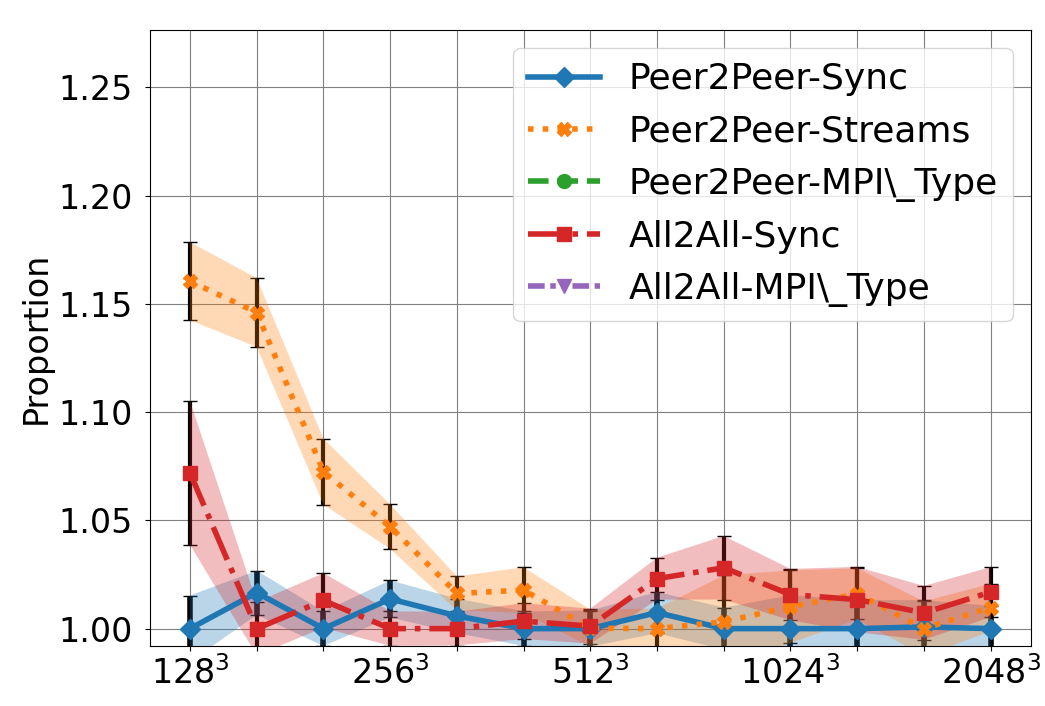 Proportion
1.25
1.20
1.15
1.10
1.05
1.00
Peer2Peer-Sync
Peer2Peer-Streams
Peer2Peer-MPI\_Type
All2All-Sync
All2All-MPI\_Type
128³ 256³ 512³ 1024³ 2048³